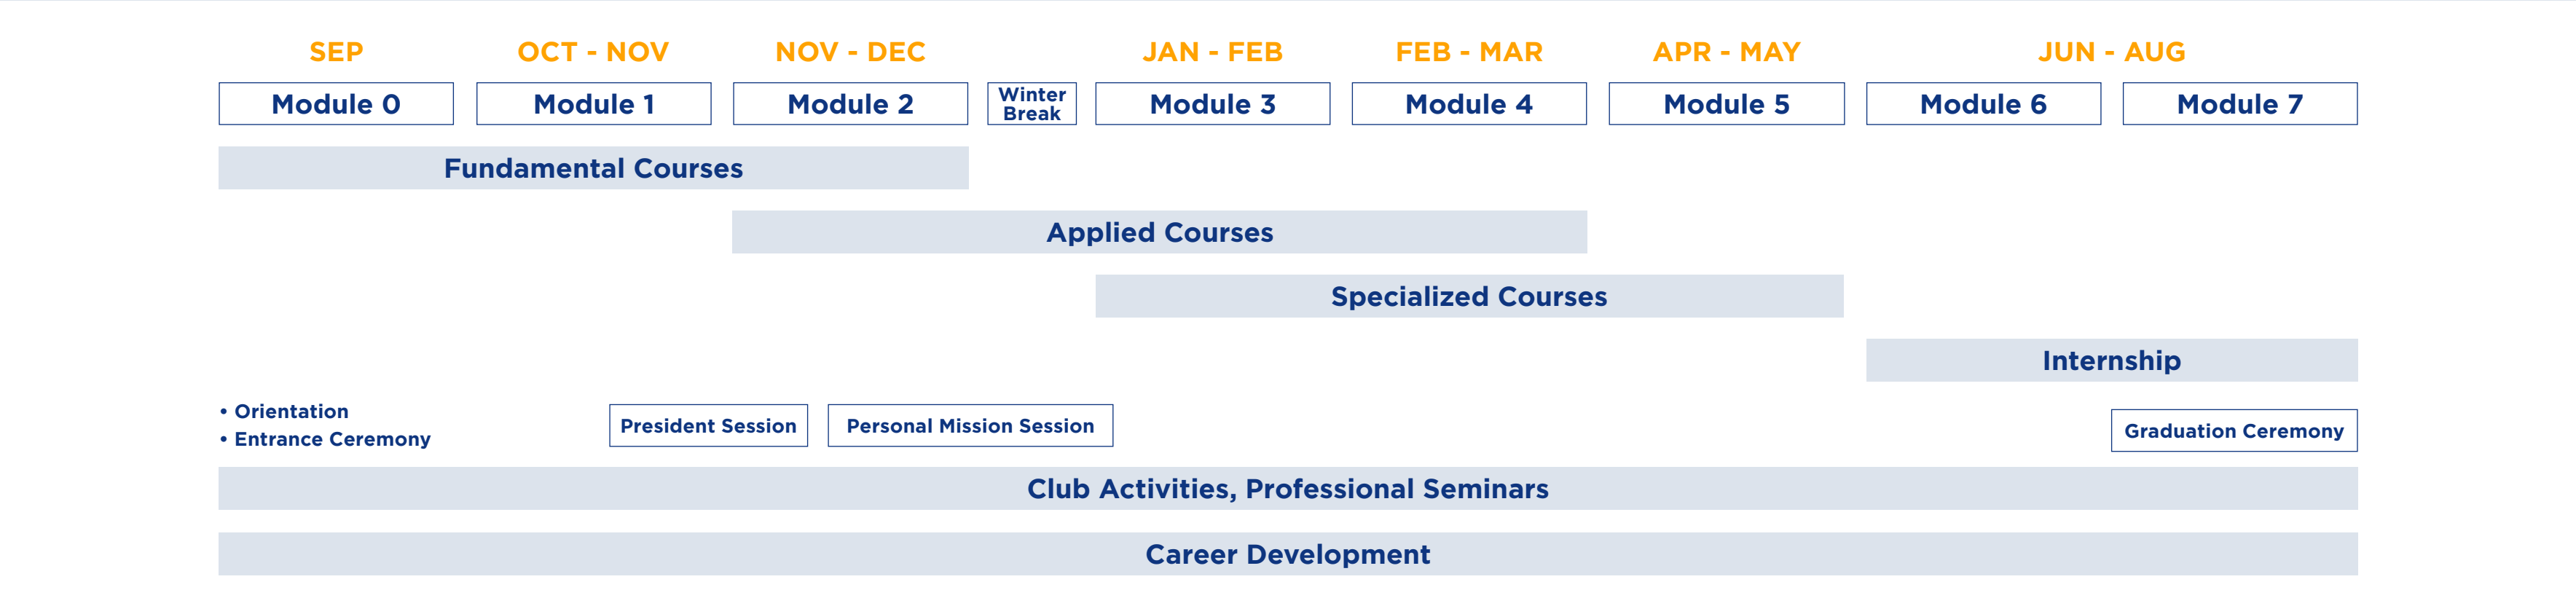 SEP OCT - NOV NOV - DEC JAN - FEB FEB - MAR APR - MAY JUN - AUG
Module 0 Module 1 Module 2 Winter Break Module 3 Module 4 Module 5 Module 6 Module 7
Fundamental Courses
Applied Courses
Specialized Courses
Internship
• Orientation
• Entrance Ceremony
President Session Personal Mission Session Graduation Ceremony
Club Activities, Professional Seminars
Career Development